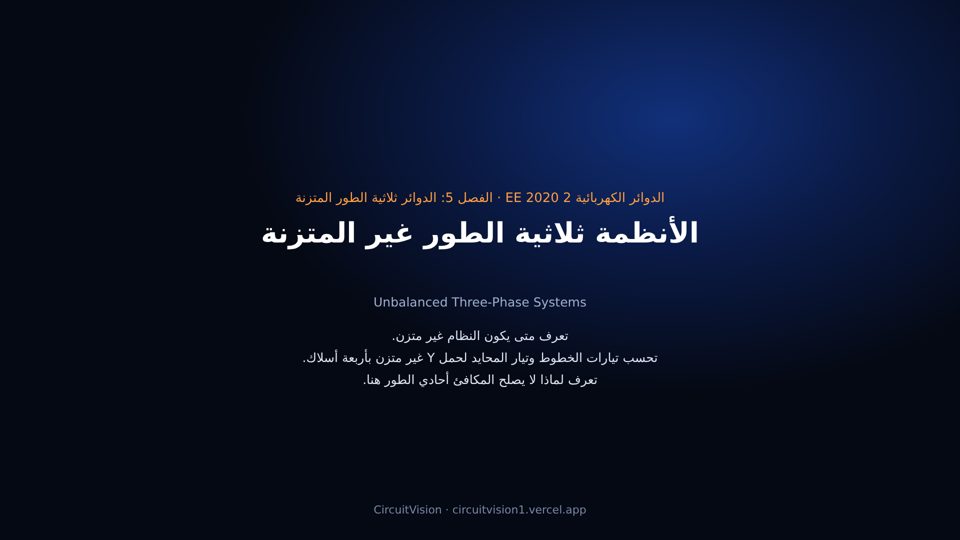 الدوائر الكهربائية 2 EE 2020 · الفصل 5: الدوائر ثلاثية الطور المتزنة
الأنظمة ثلاثية الطور غير المتزنة
Unbalanced Three-Phase Systems
تعرف متى يكون النظام غير متزن.
تحسب تيارات الخطوط وتيار المحايد لحمل Y غير متزن بأربعة أسلاك.
تعرف لماذا لا يصلح المكافئ أحادي الطور هنا.
CircuitVision · circuitvision1.vercel.app